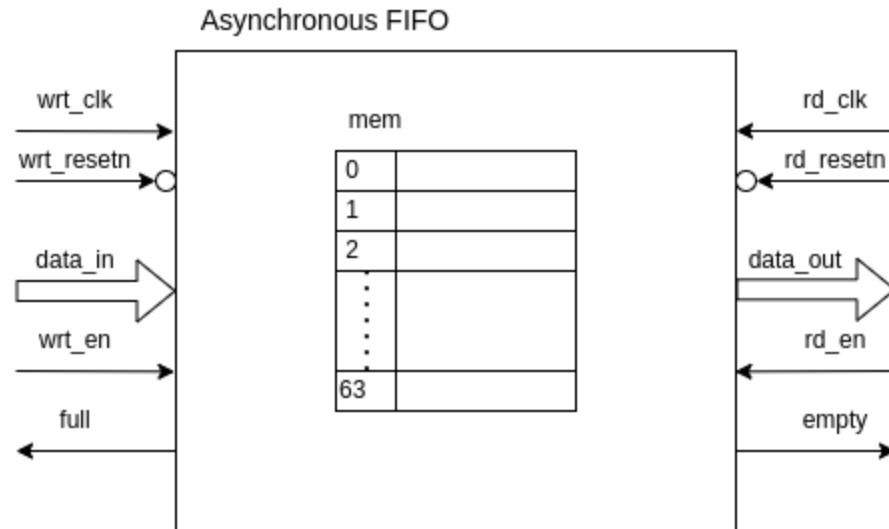 Asynchronous FIFO
wrt_clk
rd_clk
mem
wrt_resetn
rd_resetn
0
1
2
data_in
data_out
wrt_en
rd_en
63
full
empty